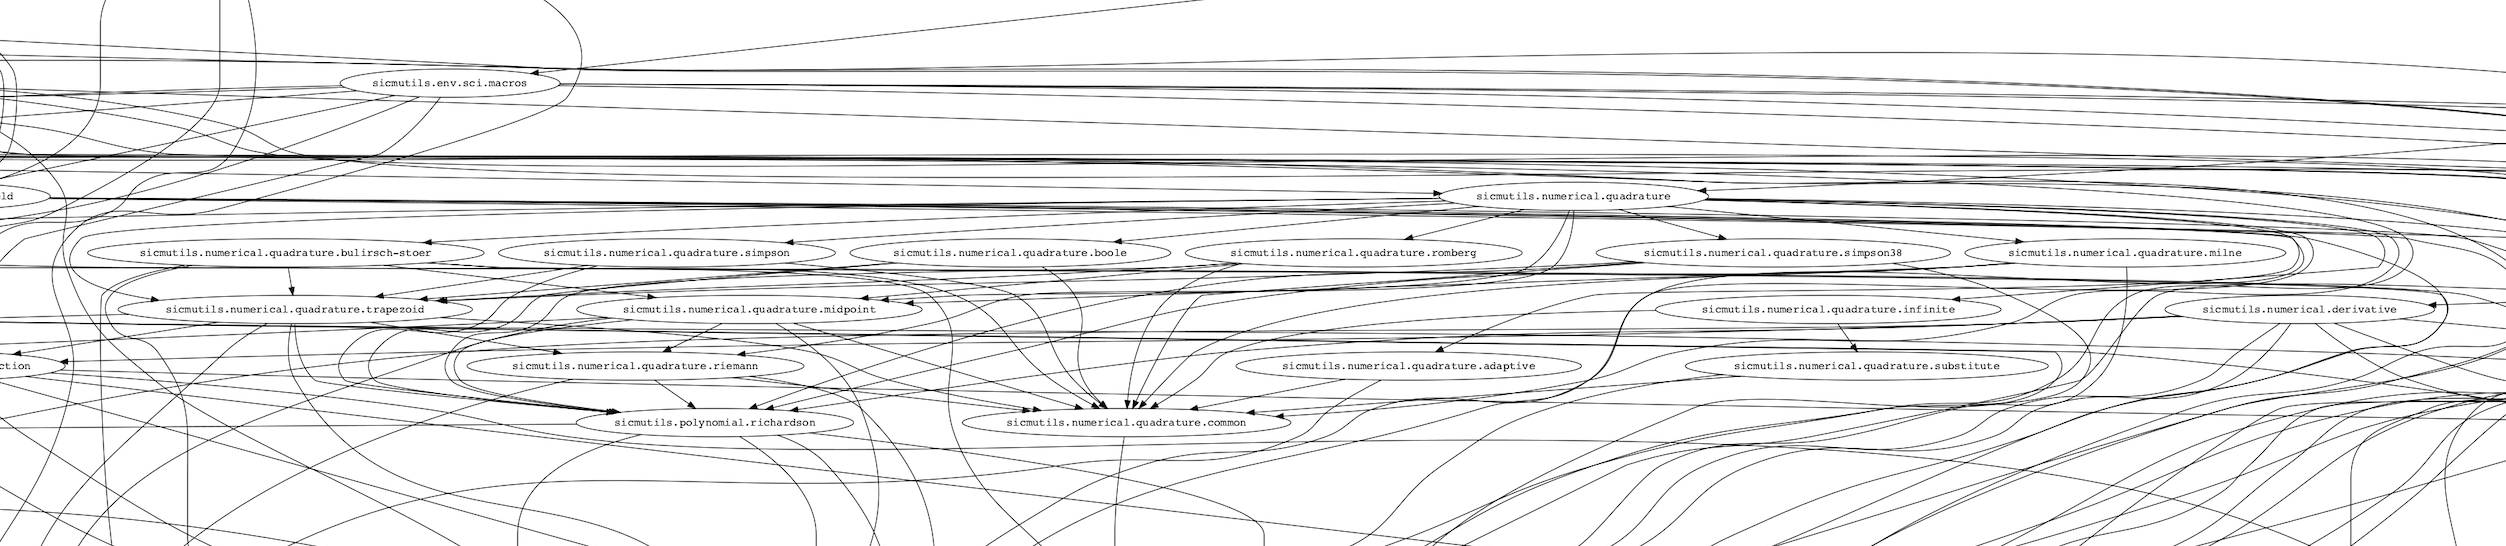 sicmutils.env.sci.macros
eld
sicmutils.numerical.quadrature
sicmutils.numerical.quadrature.bulirsch-stoer
sicmutils.numerical.quadrature.simpson
sicmutils.numerical.quadrature.boole
sicmutils.numerical.quadrature.romberg
sicmutils.numerical.quadrature.simpson38
sicmutils.numerical.quadrature.milne
sicmutils.numerical.quadrature.trapezoid
sicmutils.numerical.quadrature.midpoint
sicmutils.numerical.quadrature.infinite
sicmutils.numerical.derivative
ction
sicmutils.numerical.quadrature.riemann
sicmutils.numerical.quadrature.adaptive
sicmutils.numerical.quadrature.substitute
sicmutils.polynomial.richardson
sicmutils.numerical.quadrature.common